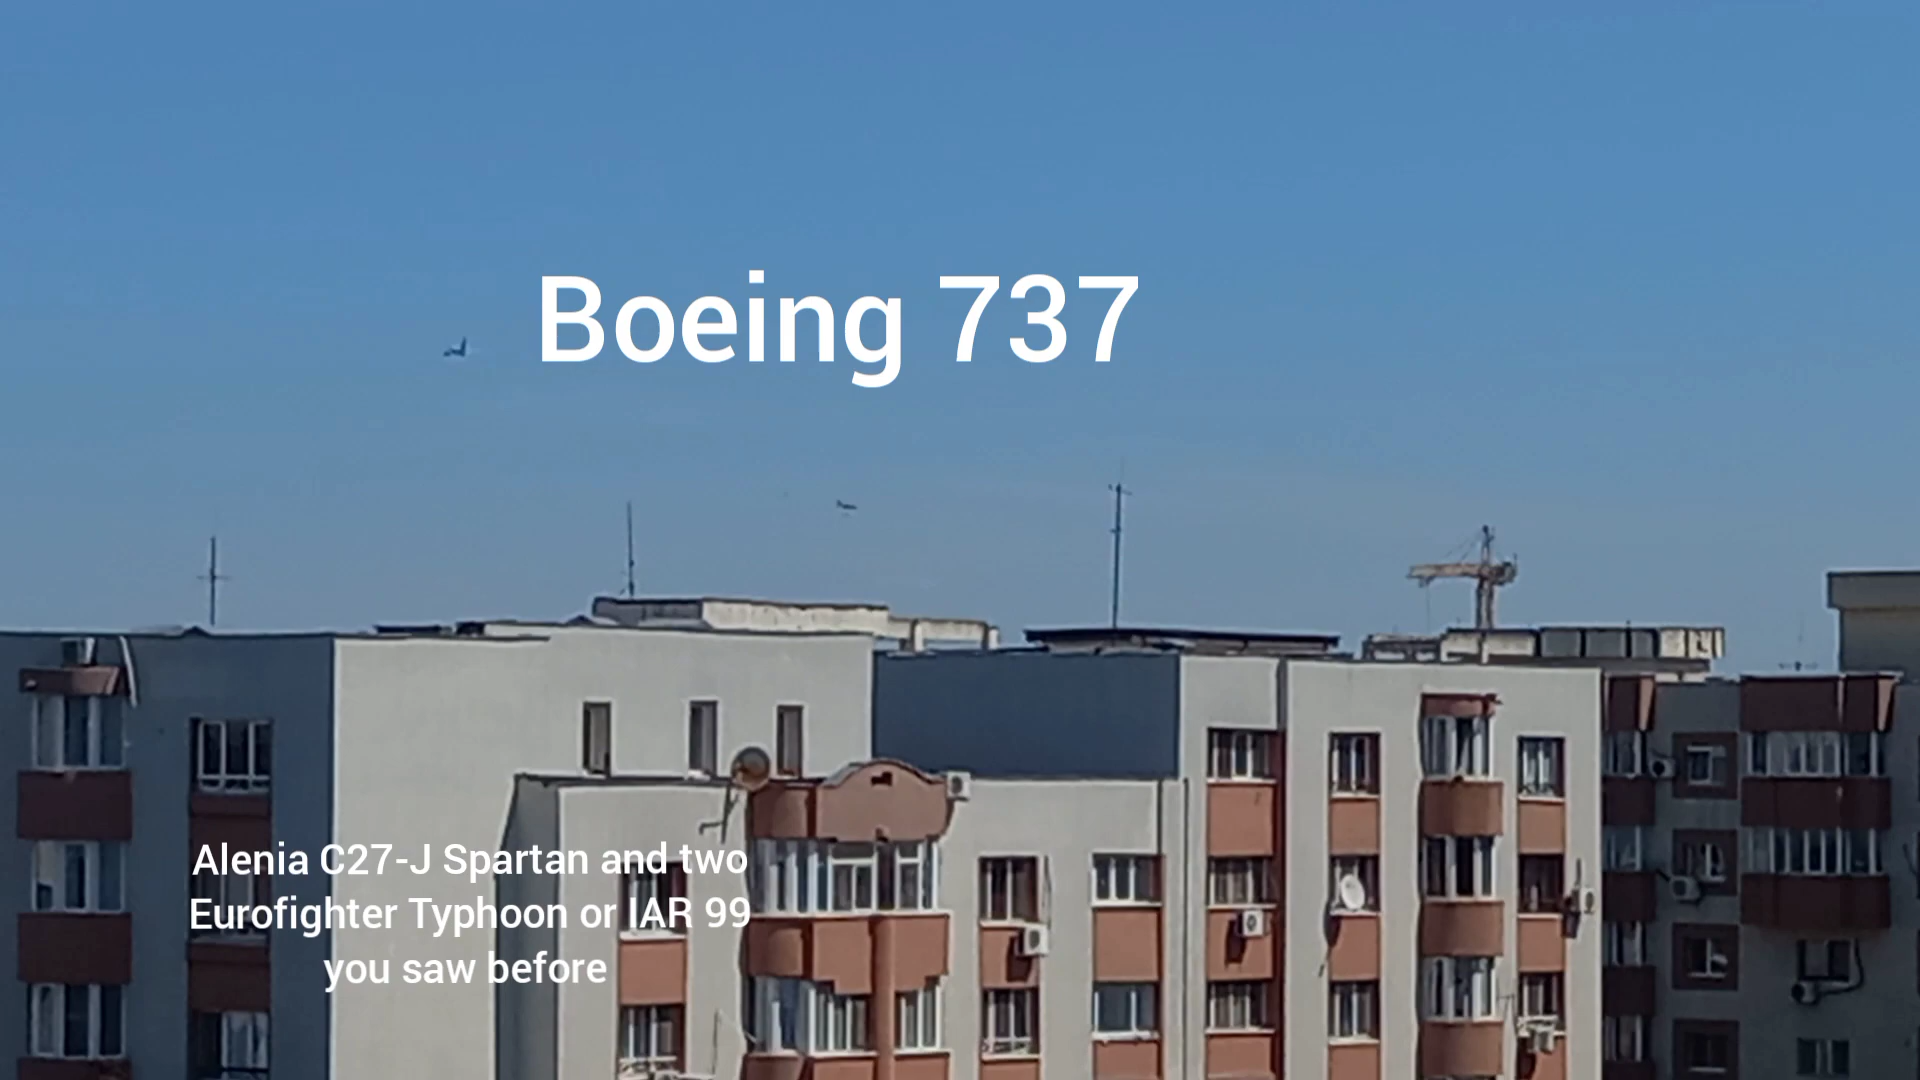 Boeing 737
Alenia C27-J Spartan and two
Eurofighter Typhoon or IAR 99
you saw before